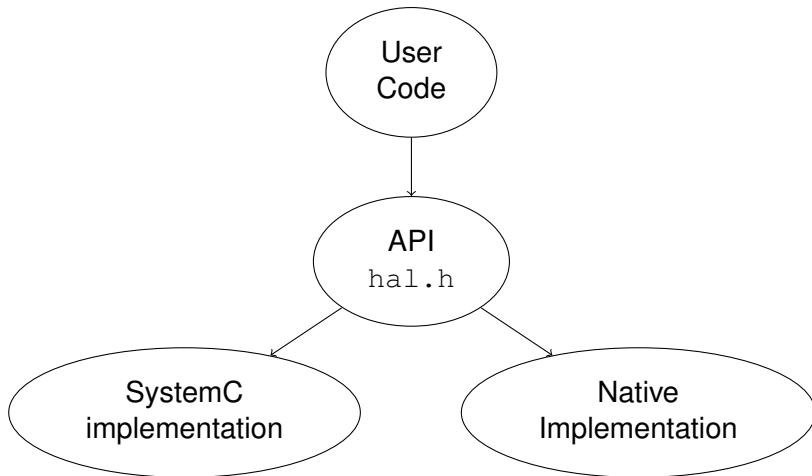 User
Code
API
hal.h
SystemC
implementation
Native
Implementation